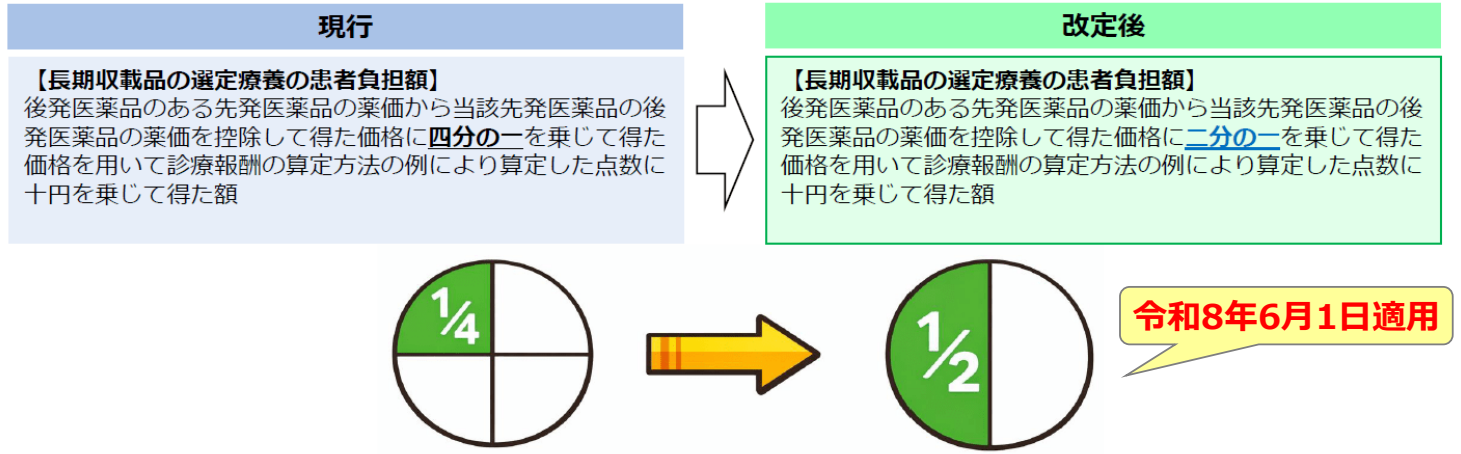 現行
【長期収載品の選定療養の患者負担額】
後発医薬品のある先発医薬品の薬価から当該先発医薬品の後
発医薬品の薬価を控除して得た価格に四分の一を乗じて得た
価格を用いて診療報酬の算定方法の例により算定した点数に
十円を乗じて得た額
改定後
【長期収載品の選定療養の患者負担額】
後発医薬品のある先発医薬品の薬価から当該先発医薬品の後
発医薬品の薬価を控除して得た価格に二分の一を乗じて得た
価格を用いて診療報酬の算定方法の例により算定した点数に
十円を乗じて得た額
1/4
1/2
令和8年6月1日適用